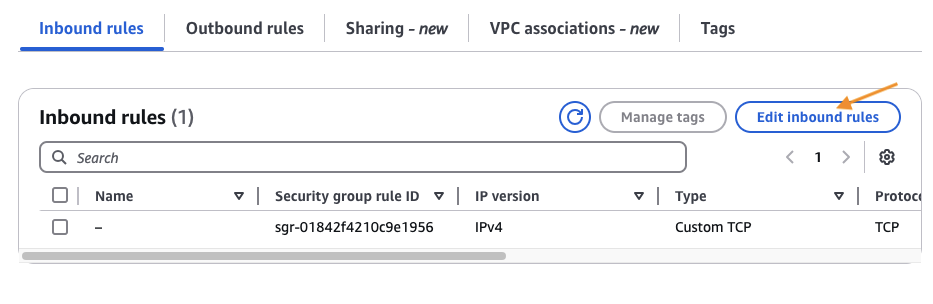 Inbound rules Outbound rules Sharing - new VPC associations - new Tags
Inbound rules (1) Manage tags Edit inbound rules
Search 1
Name Security group rule ID IP version Type Protoc
– sgr-01842f4210c9e1956 IPv4 Custom TCP TCP